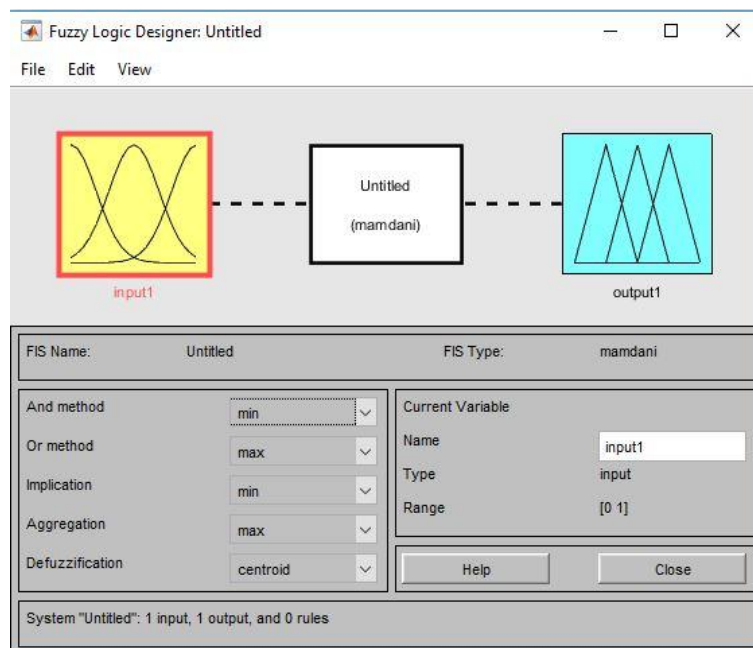 Fuzzy Logic Designer: Untitled
File Edit View
Untitled
(mamdani)
input1
output1
FIS Name: Untitled FIS Type: mamdani
And method min
Or method max
Implication min
Aggregation max
Defuzzification centroid
Current Variable
Name input1
Type input
Range [0 1]
Help Close
System "Untitled": 1 input, 1 output, and 0 rules